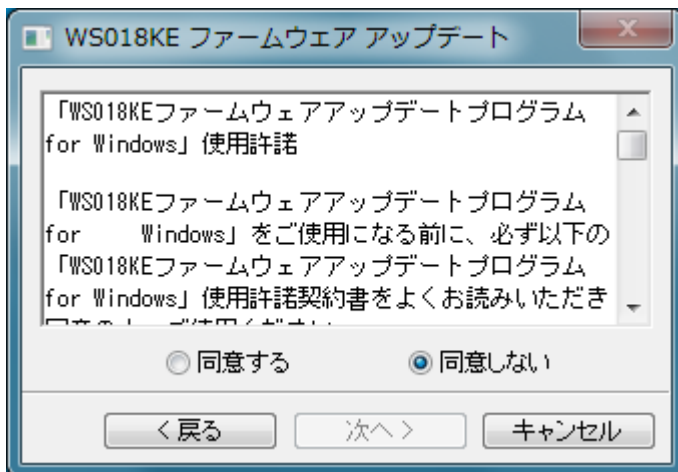 WS018KE ファームウェア アップデート
「WS018KEファームウェアアップデートプログラム
for Windows」使用許諾
「WS018KEファームウェアアップデートプログラム
for Windows」をご使用になる前に、必ず以下の
「WS018KEファームウェアアップデートプログラム
for Windows」使用許諾契約書をよくお読みいただき
同意する
同意しない
< 戻る
次へ >
キャンセル